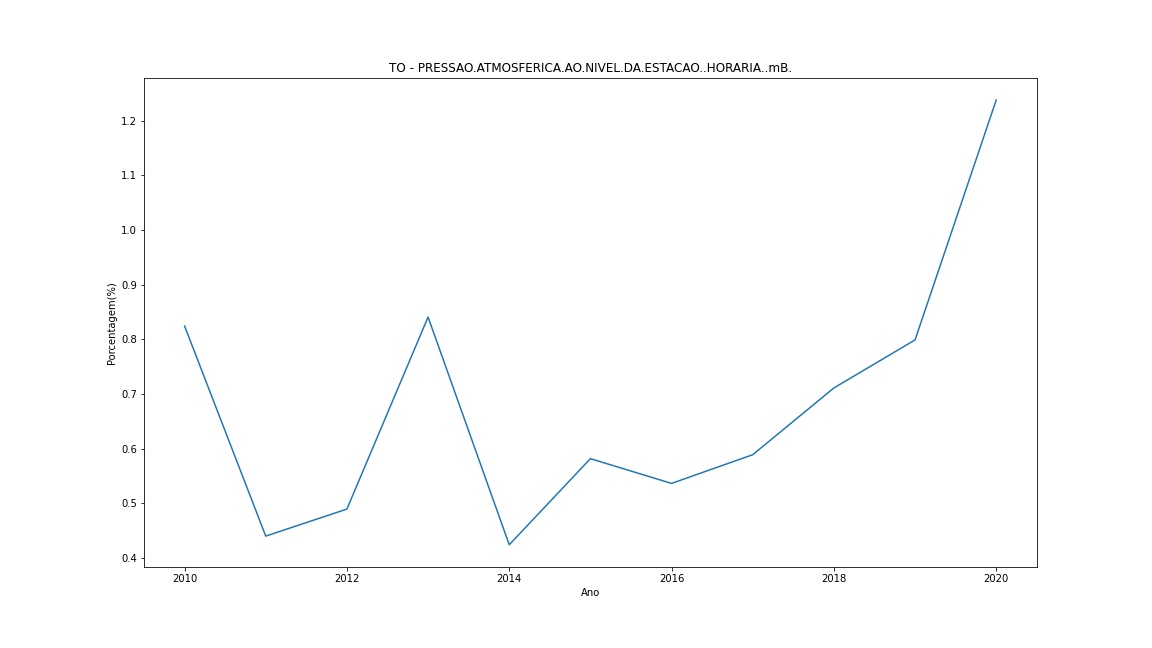 TO - PRESSAO.ATMOSFERICA.AO.NIVEL.DA.ESTACAO..HORARIA..mB.
1.2
1.1
1.0
0.9
0.8
0.7
0.6
0.5
0.4
Porcentagem(%)
2010 2012 2014 2016 2018 2020
Ano